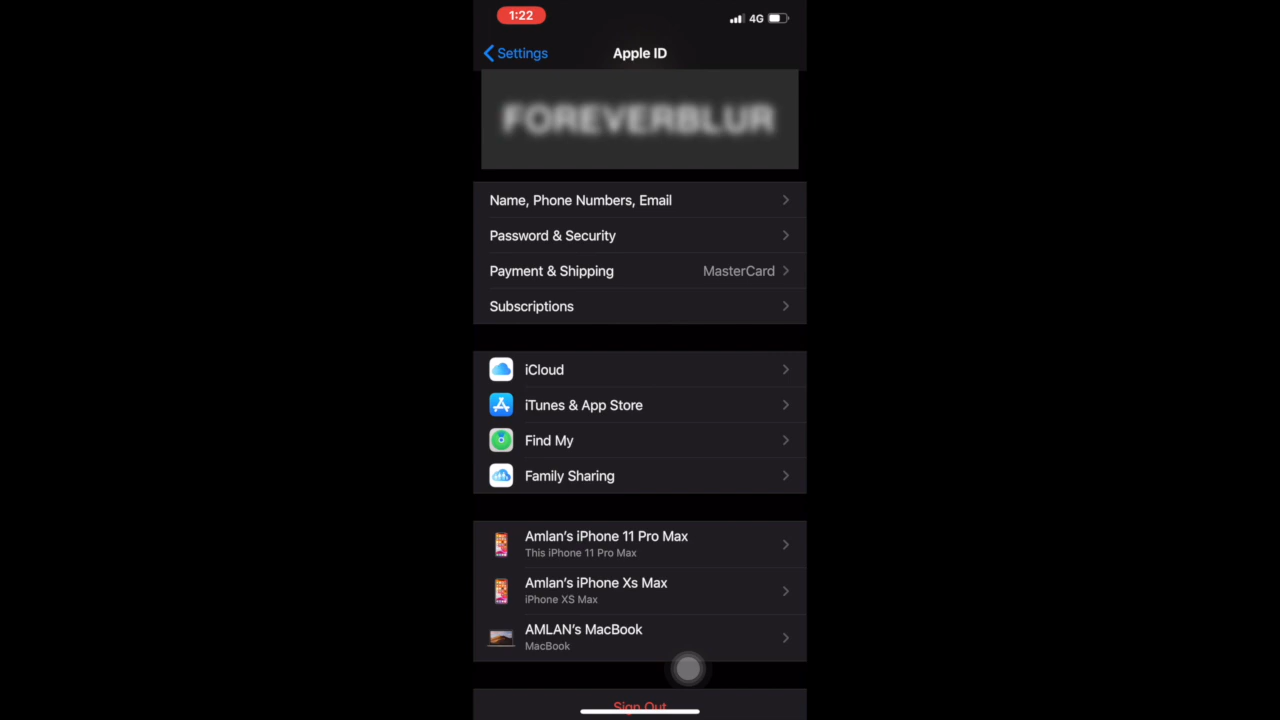 1:22
4G
Settings
Apple ID
FOREVERBLUR
Name, Phone Numbers, Email
Password & Security
Payment & Shipping MasterCard
Subscriptions
iCloud
iTunes & App Store
Find My
Family Sharing
Amlan’s iPhone 11 Pro Max
This iPhone 11 Pro Max
Amlan’s iPhone Xs Max
iPhone XS Max
AMLAN’s MacBook
MacBook
Sign Out